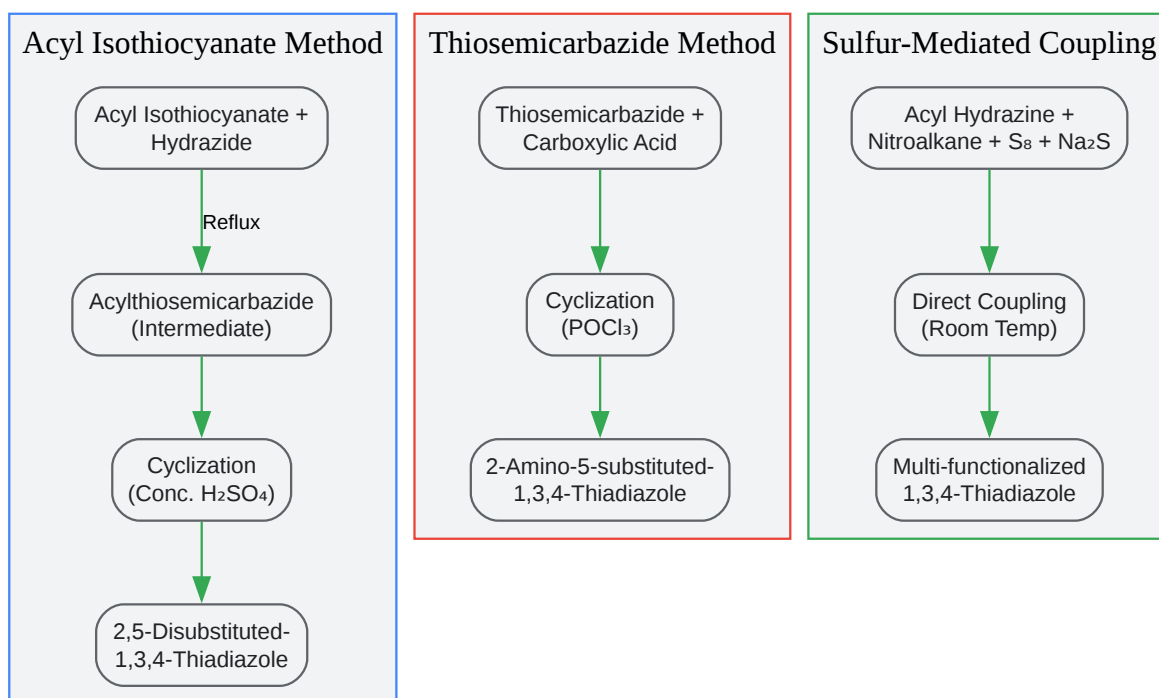 Acyl Isothiocyanate Method
Acyl Isothiocyanate +
Hydrazide
Reflux
Acylthiosemicarbazide
(Intermediate)
Cyclization
(Conc. H₂SO₄)
2,5-Disubstituted-
1,3,4-Thiadiazole
Thiosemicarbazide Method
Thiosemicarbazide +
Carboxylic Acid
Cyclization
(POCl₃)
2-Amino-5-substituted-
1,3,4-Thiadiazole
Sulfur-Mediated Coupling
Acyl Hydrazine +
Nitroalkane + S₈ + Na₂S
Direct Coupling
(Room Temp)
Multi-functionalized
1,3,4-Thiadiazole